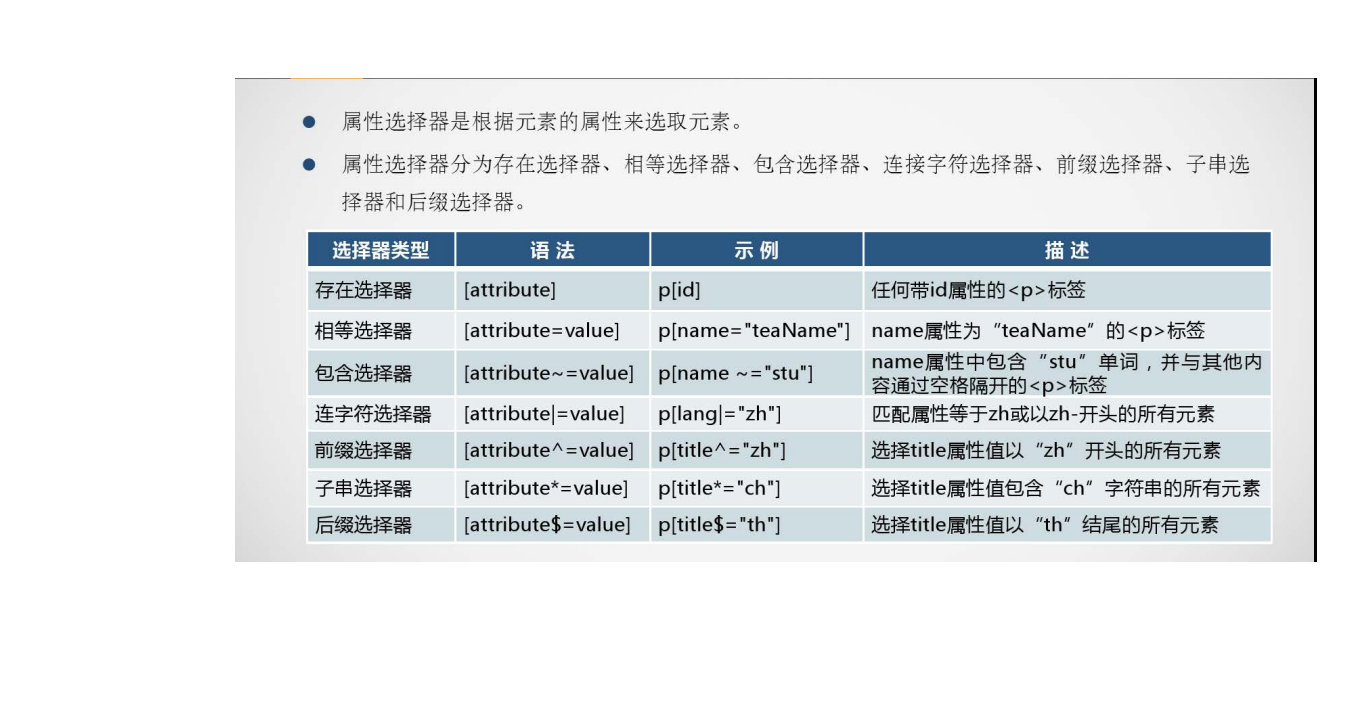 属性选择器是根据元素的属性来选取元素。
属性选择器分为存在选择器、相等选择器、包含选择器、连接字符选择器、前缀选择器、子串选
择器和后缀选择器。
选择器类型 语 法 示 例 描 述
存在选择器 [attribute] p[id] 任何带id属性的<p>标签
相等选择器 [attribute=value] p[name="teaName"] name属性为“teaName”的<p>标签
包含选择器 [attribute~=value] p[name ~="stu"] name属性中包含“stu”单词，并与其他内
容通过空格隔开的<p>标签
连字符选择器 [attribute|=value] p[lang|="zh"] 匹配属性等于zh或以zh-开头的所有元素
前缀选择器 [attribute^=value] p[title^="zh"] 选择title属性值以“zh”开头的所有元素
子串选择器 [attribute*=value] p[title*="ch"] 选择title属性值包含“ch”字符串的所有元素
后缀选择器 [attribute$=value] p[title$="th"] 选择title属性值以“th”结尾的所有元素